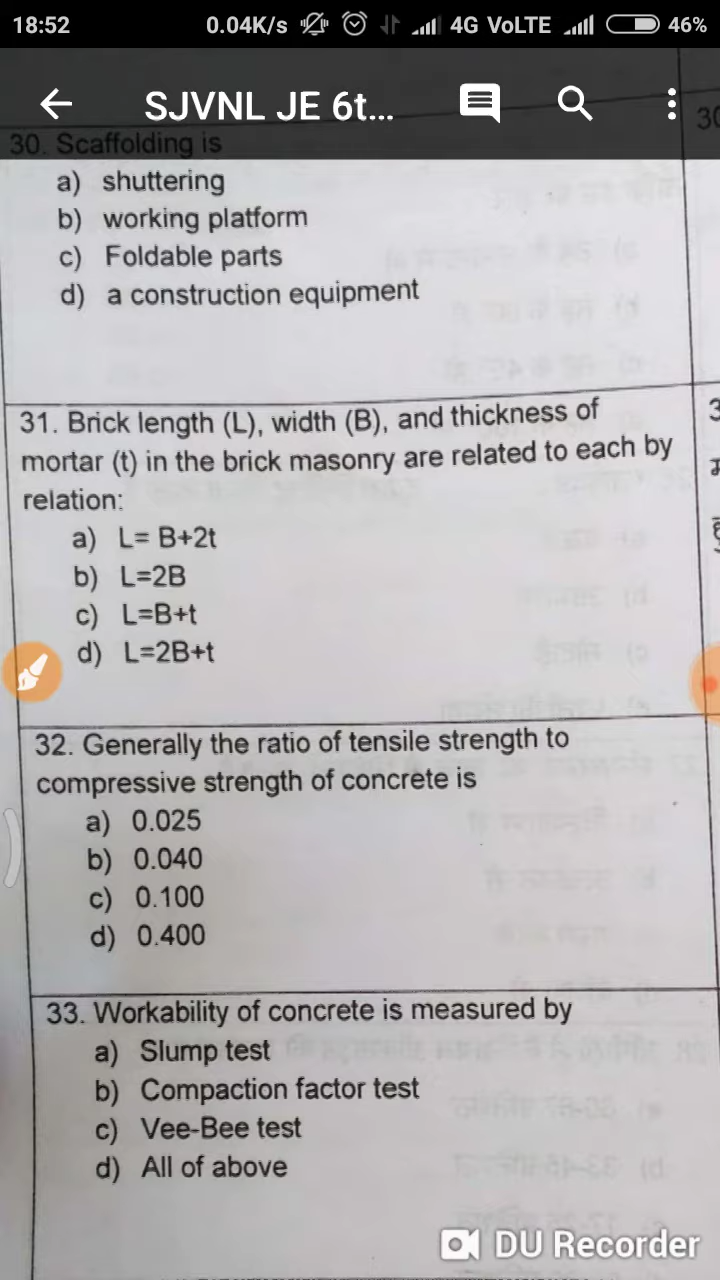 18:52 0.04K/s 4G VoLTE 46%
SJVNL JE 6t...
30. Scaffolding is
30
a) shuttering
b) working platform
c) Foldable parts
d) a construction equipment
31. Brick length (L), width (B), and thickness of
mortar (t) in the brick masonry are related to each by
relation:
a) L= B+2t
b) L=2B
c) L=B+t
d) L=2B+t
32. Generally the ratio of tensile strength to
compressive strength of concrete is
a) 0.025
b) 0.040
c) 0.100
d) 0.400
33. Workability of concrete is measured by
a) Slump test
b) Compaction factor test
c) Vee-Bee test
d) All of above
DU Recorder